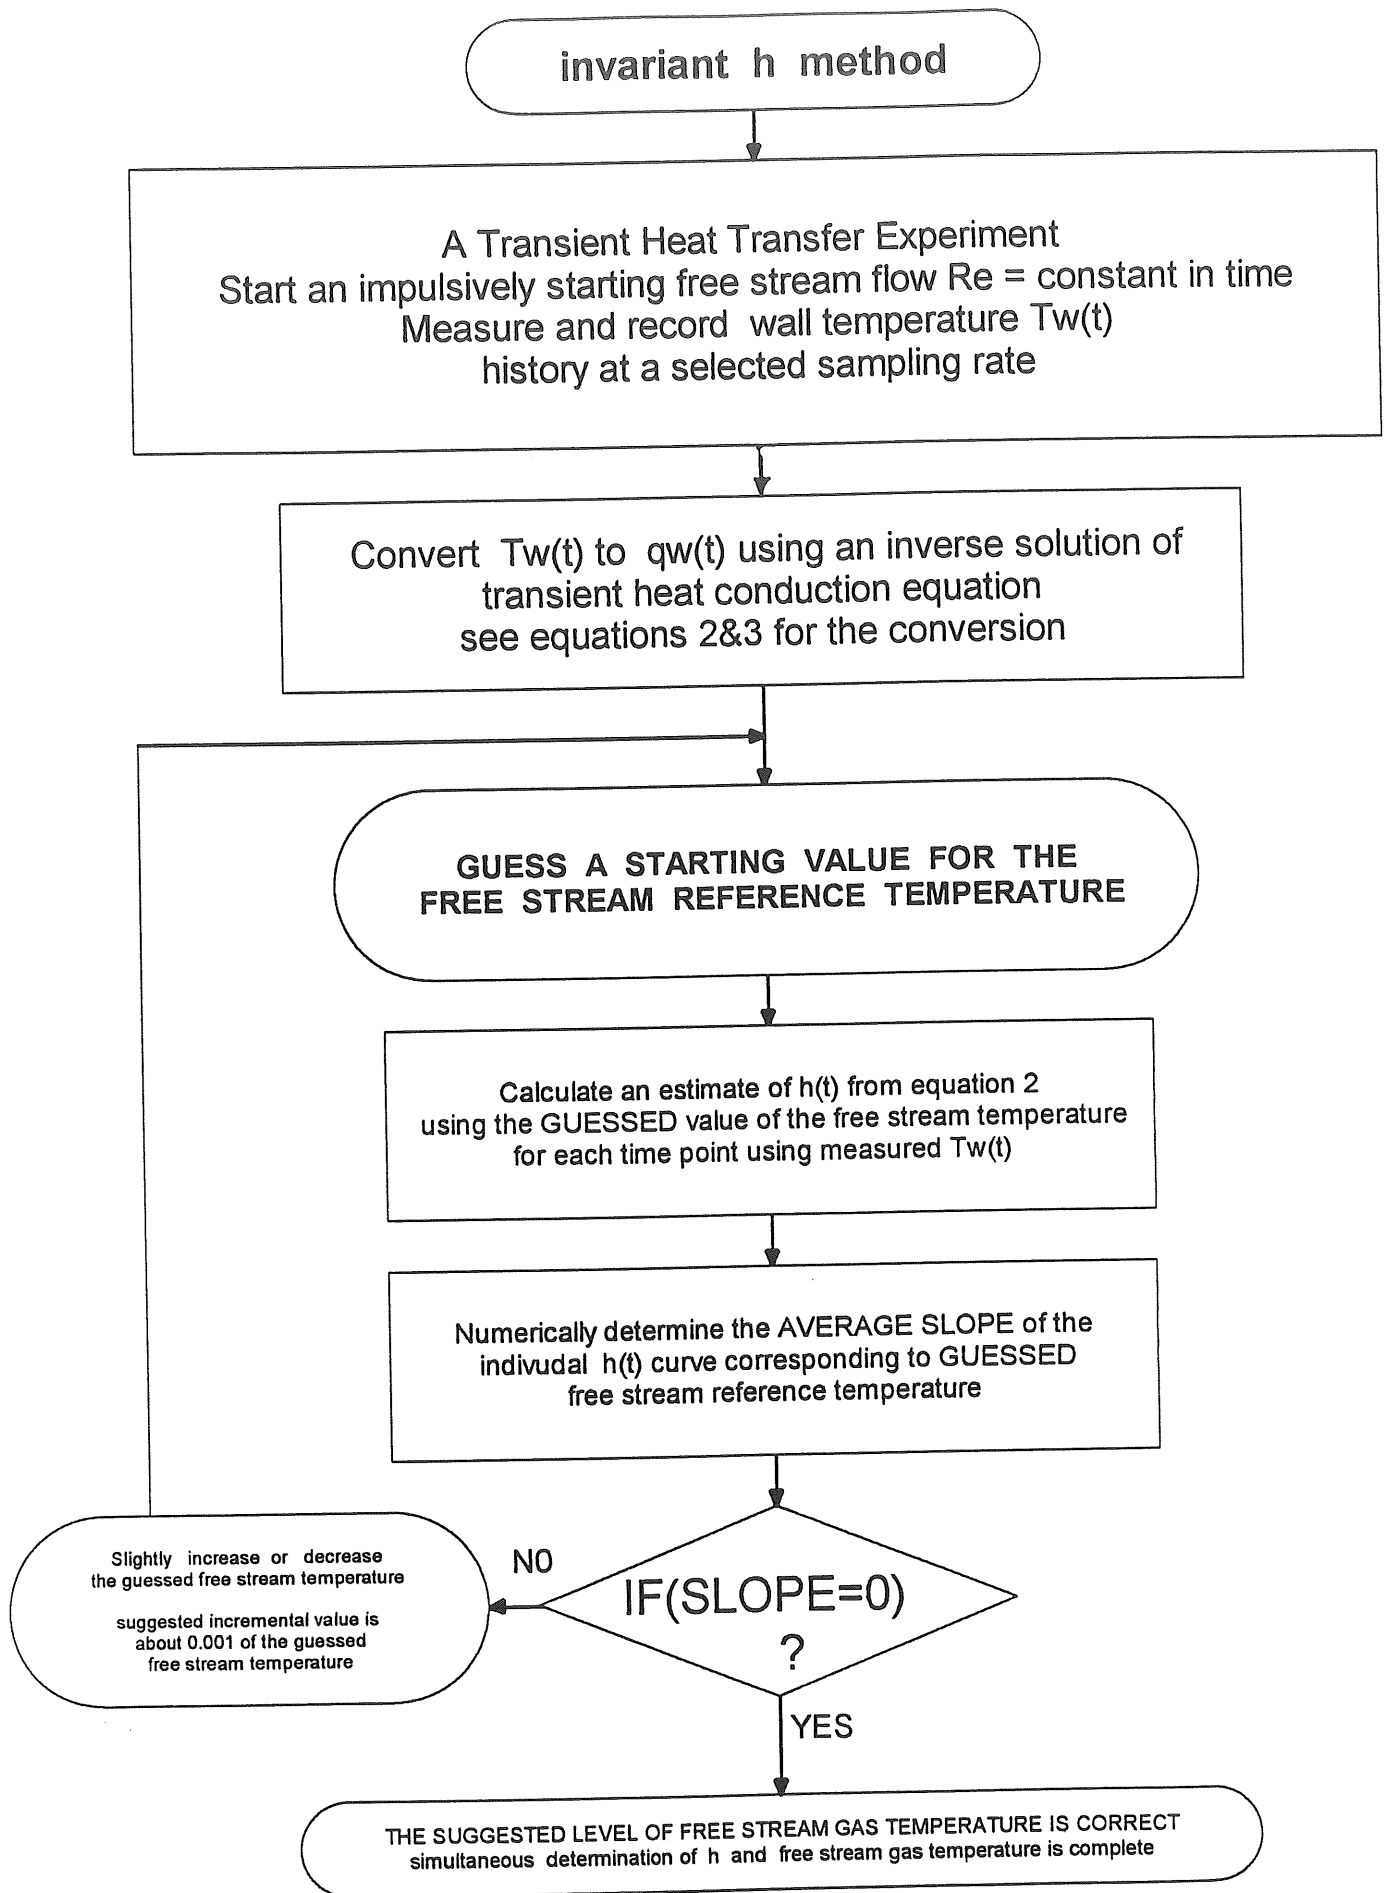 invariant h method
A Transient Heat Transfer Experiment
Start an impulsively starting free stream flow Re = constant in time
Measure and record wall temperature Tw(t)
history at a selected sampling rate
Convert Tw(t) to qw(t) using an inverse solution of
transient heat conduction equation
see equations 2&3 for the conversion
GUESS A STARTING VALUE FOR THE
FREE STREAM REFERENCE TEMPERATURE
Calculate an estimate of h(t) from equation 2
using the GUESSED value of the free stream temperature
for each time point using measured Tw(t)
Numerically determine the AVERAGE SLOPE of the
indivudal h(t) curve corresponding to GUESSED
free stream reference temperature
IF(SLOPE=0)
?
NO
Slightly increase or decrease
the guessed free stream temperature
suggested incremental value is
about 0.001 of the guessed
free stream temperature
YES
THE SUGGESTED LEVEL OF FREE STREAM GAS TEMPERATURE IS CORRECT
simultaneous determination of h and free stream gas temperature is complete